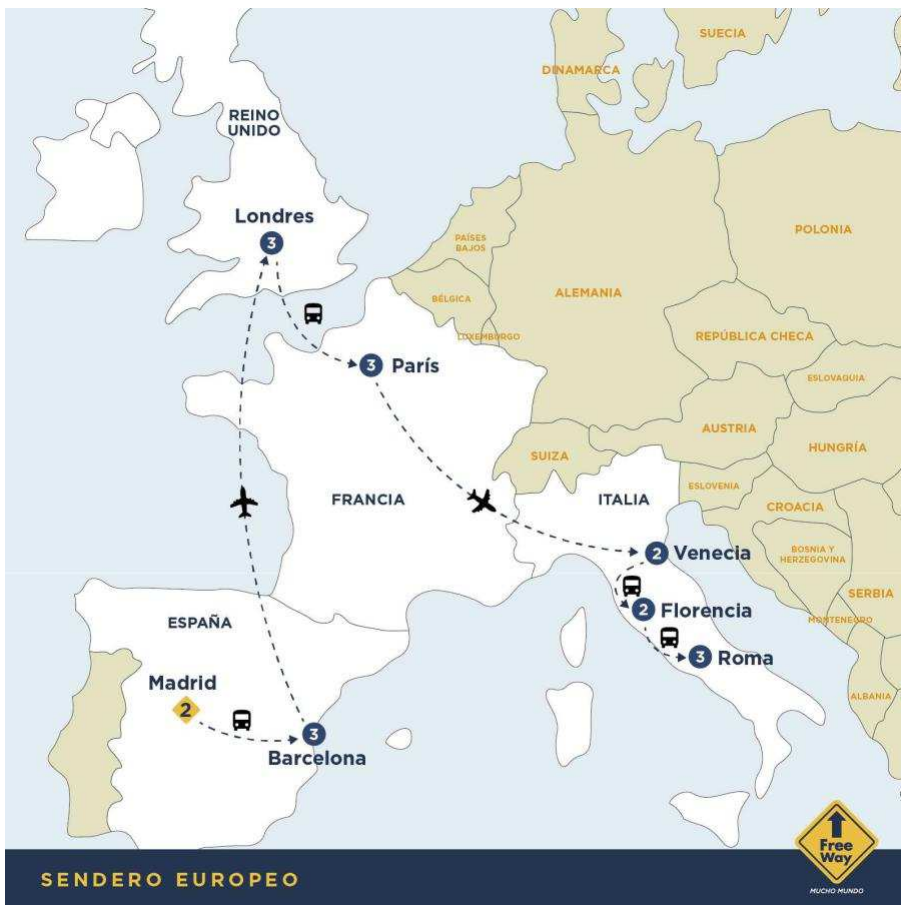 SUECIA
DINAMARCA
REINO
UNIDO
Londres
3
PAÍSES
BAJOS
POLONIA
BÉLGICA
ALEMANIA
LUXEMBURGO
REPÚBLICA CHECA
3
París
ESLOVAQUIA
AUSTRIA
HUNGRÍA
SUIZA
ESLOVENIA
FRANCIA
ITALIA
CROACIA
2
Venecia
BOSNIA Y
HERZEGOVINA
SERBIA
2
Florencia
MONTENEGRO
ESPAÑA
3
Roma
Madrid
2
ALBANIA
3
Barcelona
Free
Way
MUCHO MUNDO
SENDERO EUROPEO